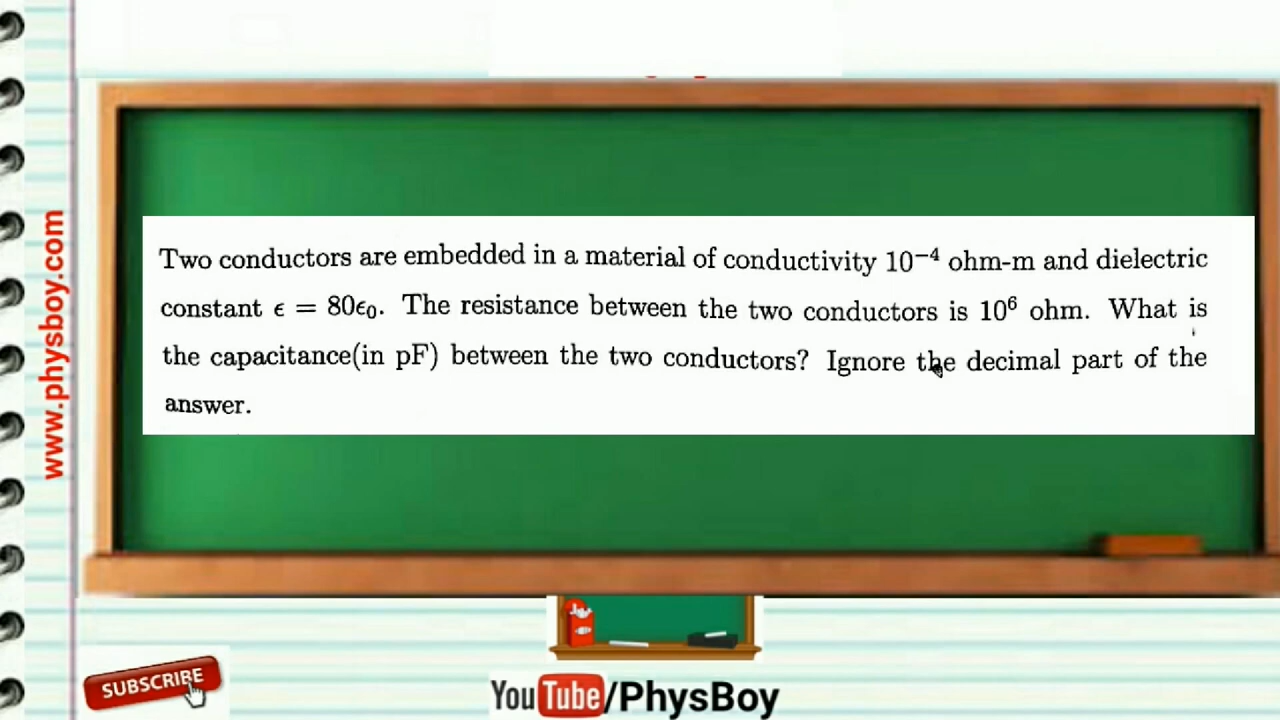 www.physboy.com
Two conductors are embedded in a material of conductivity 10⁻⁴ ohm-m and dielectric
constant ϵ = 80ϵ₀. The resistance between the two conductors is 10⁶ ohm. What is
the capacitance(in pF) between the two conductors? Ignore the decimal part of the
answer.
SUBSCRIBE
YouTube/PhysBoy